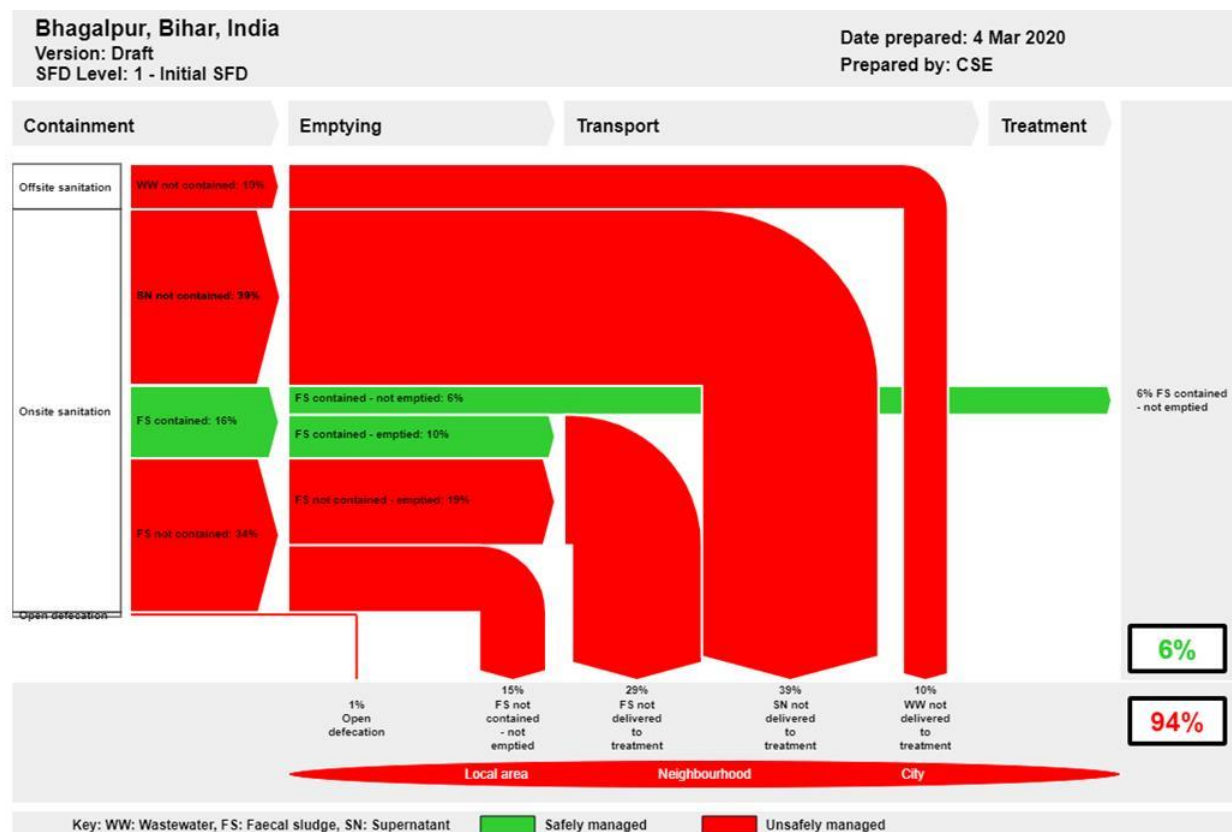 Bhagalpur, Bihar, India
Version: Draft
SFD Level: 1 - Initial SFD
Date prepared: 4 Mar 2020
Prepared by: CSE
Containment
Emptying
Transport
Treatment
Offsite sanitation
WW not contained: 10%
SN not contained: 39%
Onsite sanitation
FS contained: 16%
FS contained - not emptied: 6%
6% FS contained
- not emptied
FS contained - emptied: 10%
FS not contained - emptied: 19%
FS not contained: 34%
Open defecation
6%
94%
1%
Open
defecation
15%
FS not
contained
- not
emptied
29%
FS not
delivered
to
treatment
39%
SN not
delivered
to
treatment
10%
WW not
delivered
to
treatment
Local area
Neighbourhood
City
Key: WW: Wastewater, FS: Faecal sludge, SN: Supernatant
Safely managed
Unsafely managed